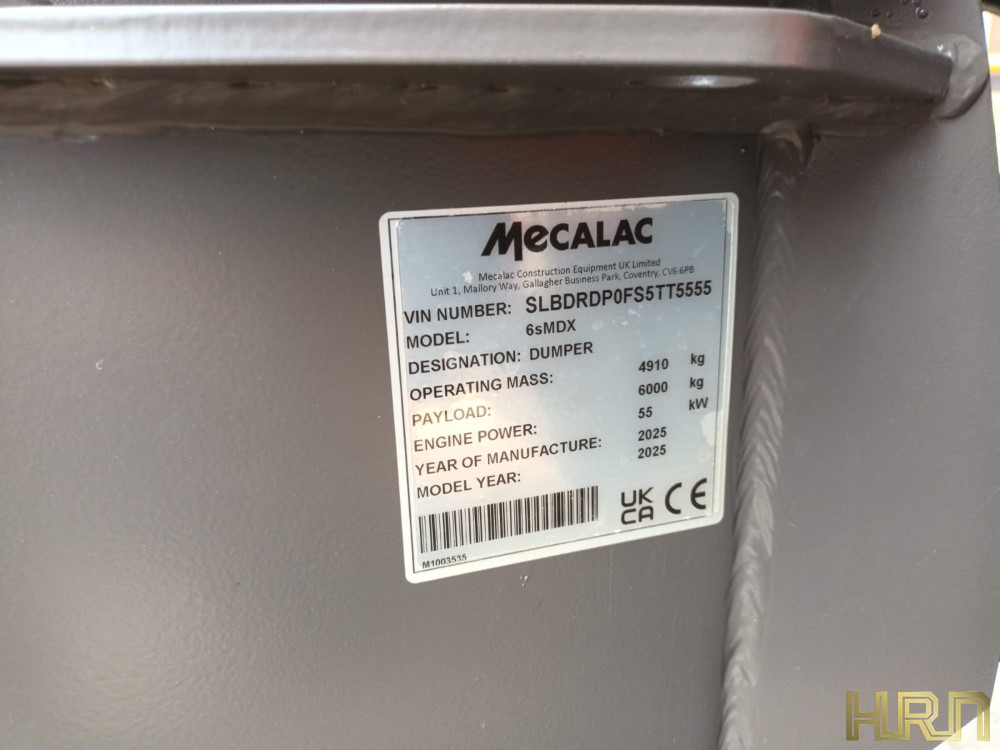 MECALAC
Mecalac Construction Equipment UK Limited
Unit 1, Mallory Way, Gallagher Business Park, Coventry, CV6 6PB
VIN NUMBER: SLBDRDP0FS5TT5555
MODEL: 6sMDX
DESIGNATION: DUMPER
OPERATING MASS: 4910 kg
PAYLOAD: 6000 kg
ENGINE POWER: 55 kW
YEAR OF MANUFACTURE: 2025
MODEL YEAR: 2025
UK
CA CE
M1003535
HRN